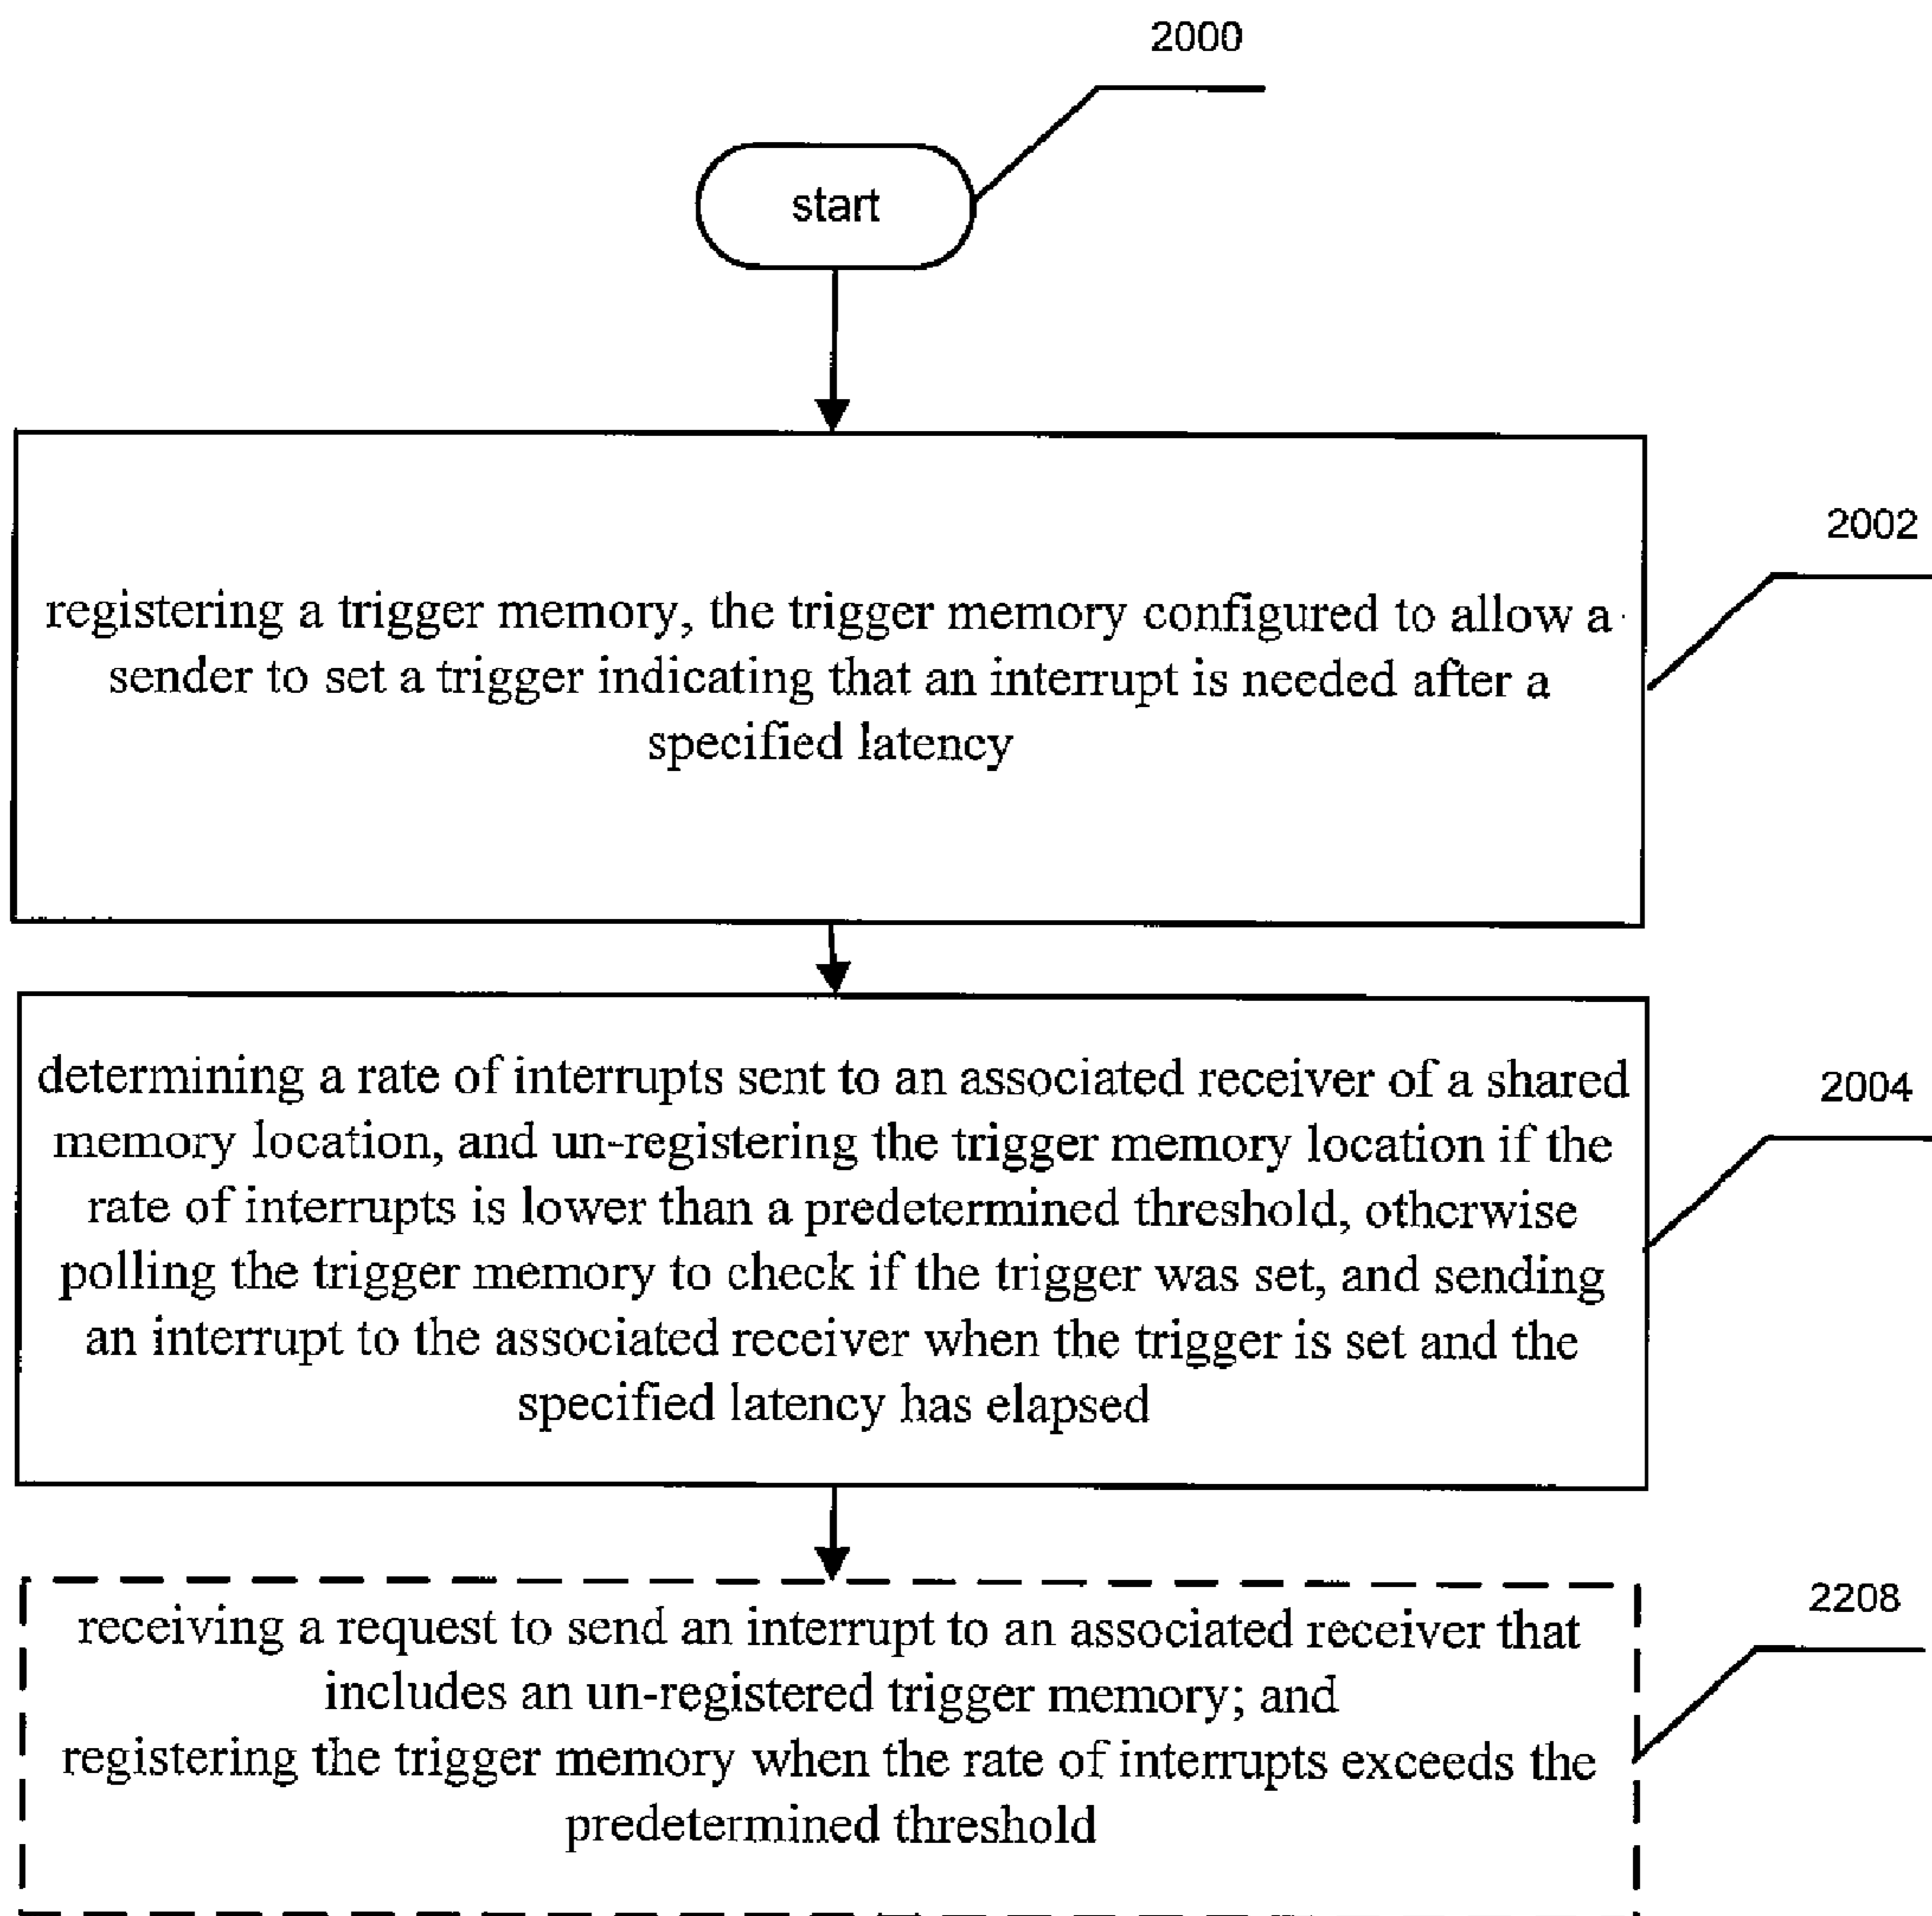 2000
start
2002
registering a trigger memory, the trigger memory configured to allow a
sender to set a trigger indicating that an interrupt is needed after a
specified latency
2004
determining a rate of interrupts sent to an associated receiver of a shared
memory location, and un-registering the trigger memory location if the
rate of interrupts is lower than a predetermined threshold, otherwise
polling the trigger memory to check if the trigger was set, and sending
an interrupt to the associated receiver when the trigger is set and the
specified latency has elapsed
2208
receiving a request to send an interrupt to an associated receiver that
includes an un-registered trigger memory; and
registering the trigger memory when the rate of interrupts exceeds the
predetermined threshold